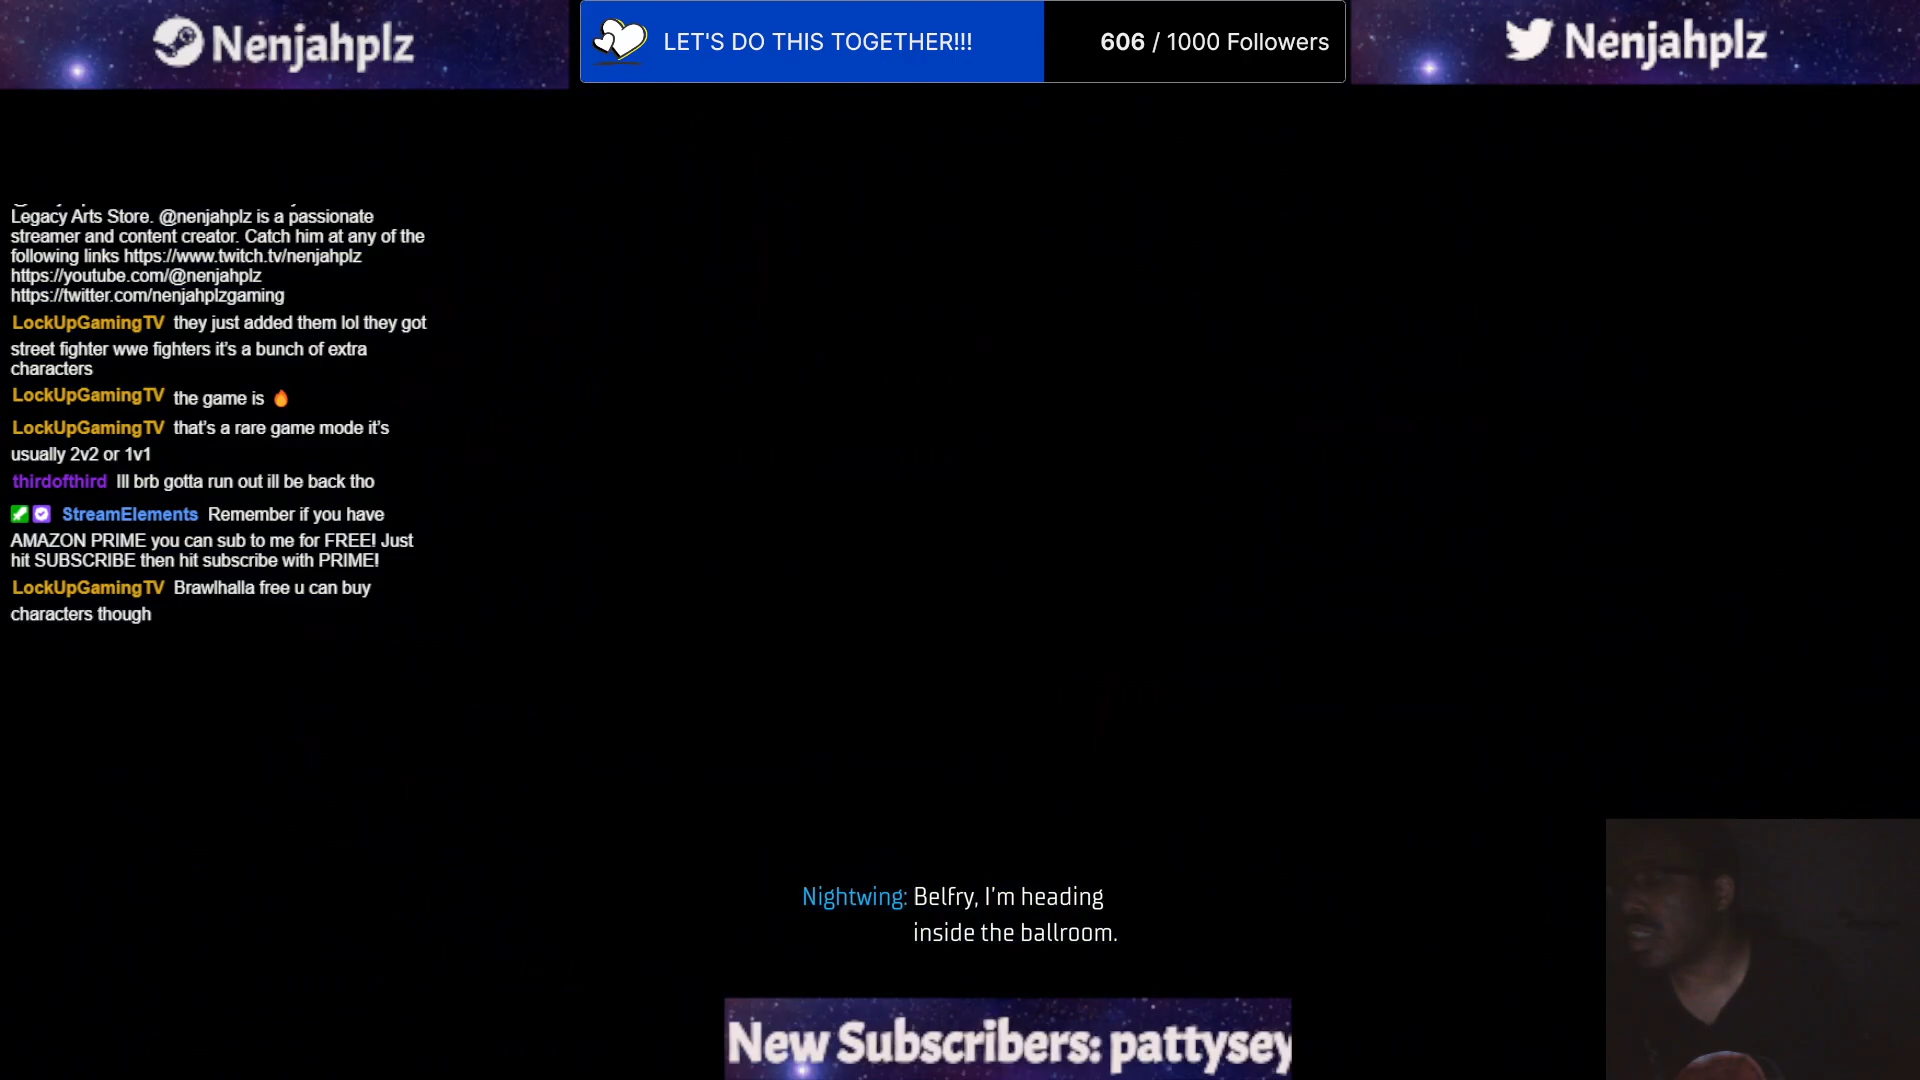 Nenjahplz
LET'S DO THIS TOGETHER!!!
606 / 1000 Followers
Nenjahplz
Legacy Arts Store. @nenjahplz is a passionate
streamer and content creator. Catch him at any of the
following links https://www.twitch.tv/nenjahplz
https://youtube.com/@nenjahplz
https://twitter.com/nenjahplzgaming
LockUpGamingTV they just added them lol they got
street fighter wwe fighters it's a bunch of extra
characters
LockUpGamingTV the game is 🔥
LockUpGamingTV that's a rare game mode it's
usually 2v2 or 1v1
thirdofthird Ill brb gotta run out ill be back tho
StreamElements Remember if you have
AMAZON PRIME you can sub to me for FREE! Just
hit SUBSCRIBE then hit subscribe with PRIME!
LockUpGamingTV Brawlhalla free u can buy
characters though
Nightwing: Belfry, I'm heading
inside the ballroom.
New Subscribers: pattysey